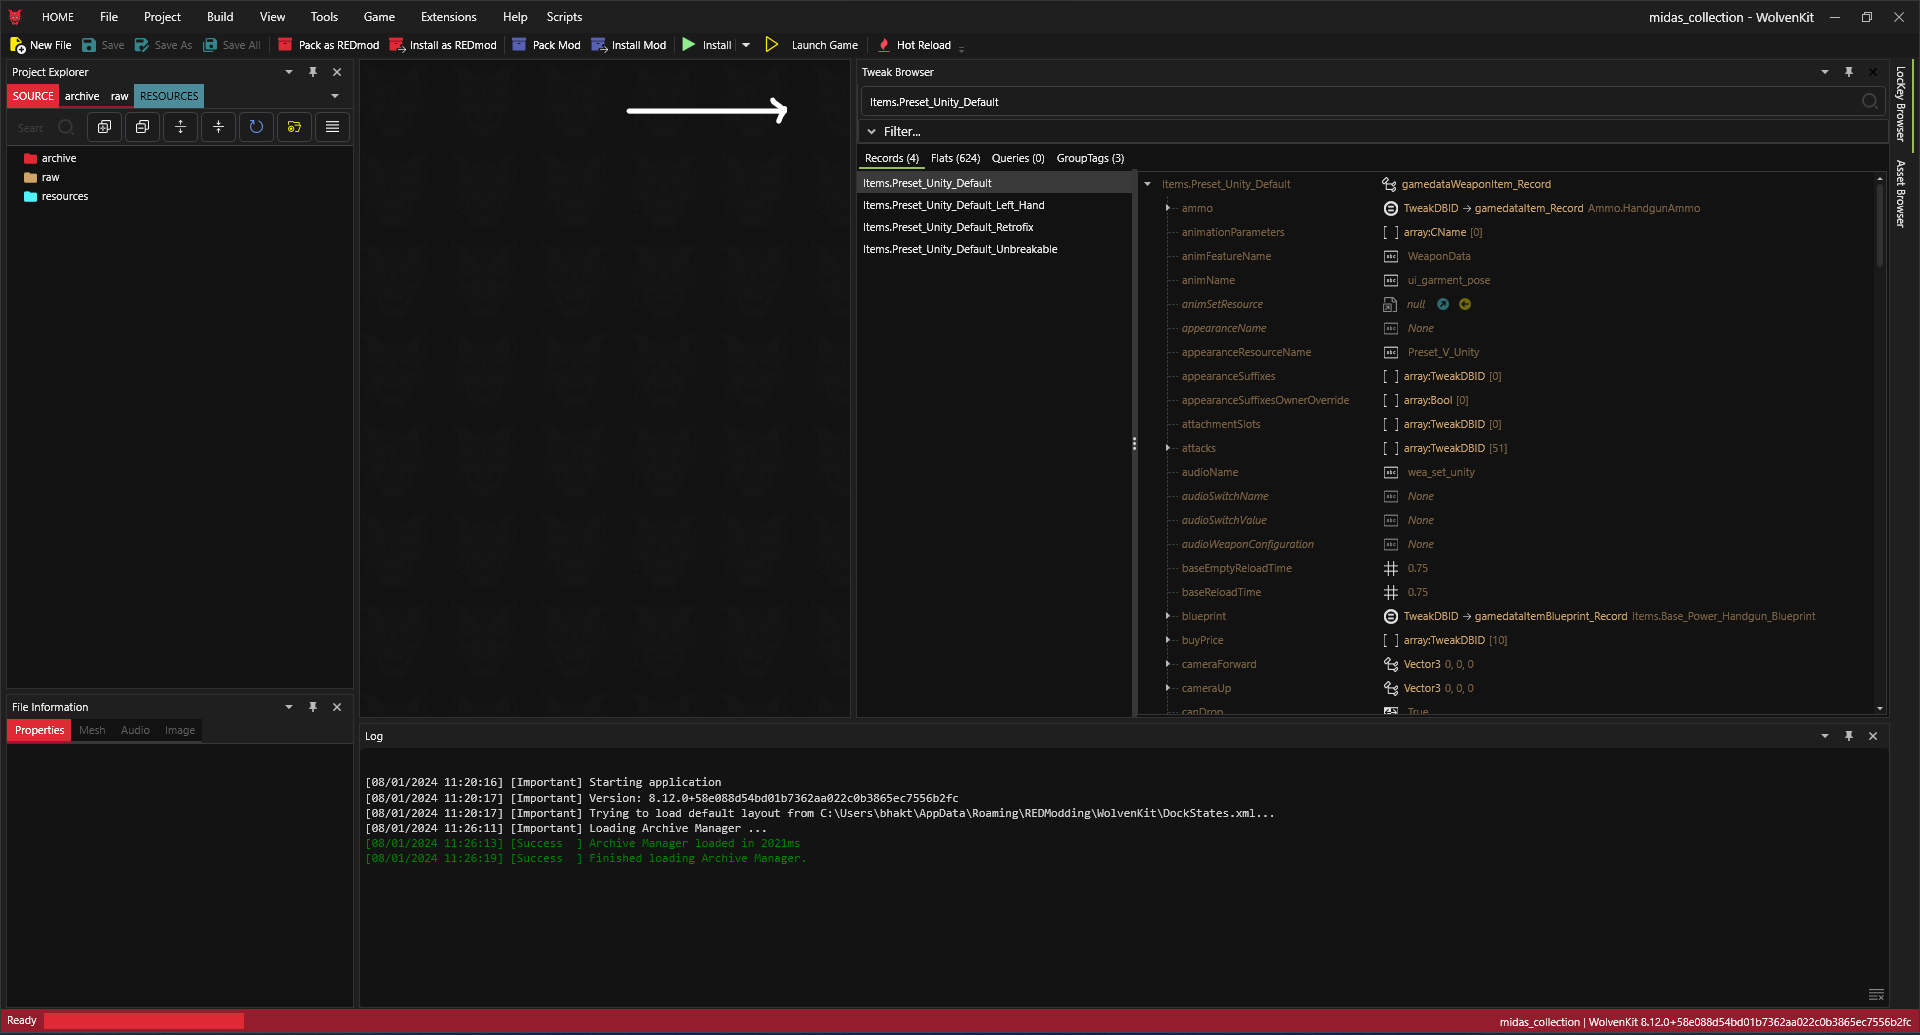 HOME File Project Build View Tools Game Extensions Help Scripts midas_collection - WolvenKit
New File Save Save As Save All Pack as REDmod Install as REDmod Pack Mod Install Mod Install Launch Game Hot Reload
Project Explorer
SOURCE archive raw RESOURCES
Searc
archive
raw
resources
File Information
Properties Mesh Audio Image
Tweak Browser
Items.Preset_Unity_Default
Filter...
Records (4) Flats (624) Queries (0) GroupTags (3)
Items.Preset_Unity_Default
Items.Preset_Unity_Default_Left_Hand
Items.Preset_Unity_Default_Retrofix
Items.Preset_Unity_Default_Unbreakable
Items.Preset_Unity_Default gamedataWeaponItem_Record
ammo TweakDBID → gamedataItem_Record Ammo.HandgunAmmo
animationParameters [ ] array:CName [0]
animFeatureName abc WeaponData
animName abc ui_garment_pose
animSetResource null
appearanceName abc None
appearanceResourceName abc Preset_V_Unity
appearanceSuffixes [ ] array:TweakDBID [0]
appearanceSuffixesOwnerOverride [ ] array:Bool [0]
attachmentSlots [ ] array:TweakDBID [0]
attacks [ ] array:TweakDBID [51]
audioName abc wea_set_unity
audioSwitchName abc None
audioSwitchValue abc None
audioWeaponConfiguration abc None
baseEmptyReloadTime 0.75
baseReloadTime 0.75
blueprint TweakDBID → gamedataItemBlueprint_Record Items.Base_Power_Handgun_Blueprint
buyPrice [ ] array:TweakDBID [10]
cameraForward Vector3 0, 0, 0
cameraUp Vector3 0, 0, 0
canDrop True
LocKey Browser
Asset Browser
Log
[08/01/2024 11:20:16] [Important] Starting application
[08/01/2024 11:20:17] [Important] Version: 8.12.0+58e088d54bd01b7362aa022c0b3865ec7556b2fc
[08/01/2024 11:20:17] [Important] Trying to load default layout from C:\Users\bhakt\AppData\Roaming\REDModding\WolvenKit\DockStates.xml...
[08/01/2024 11:26:11] [Important] Loading Archive Manager ...
[08/01/2024 11:26:13] [Success ] Archive Manager loaded in 2021ms
[08/01/2024 11:26:19] [Success ] Finished loading Archive Manager.
Ready midas_collection | WolvenKit 8.12.0+58e088d54bd01b7362aa022c0b3865ec7556b2fc